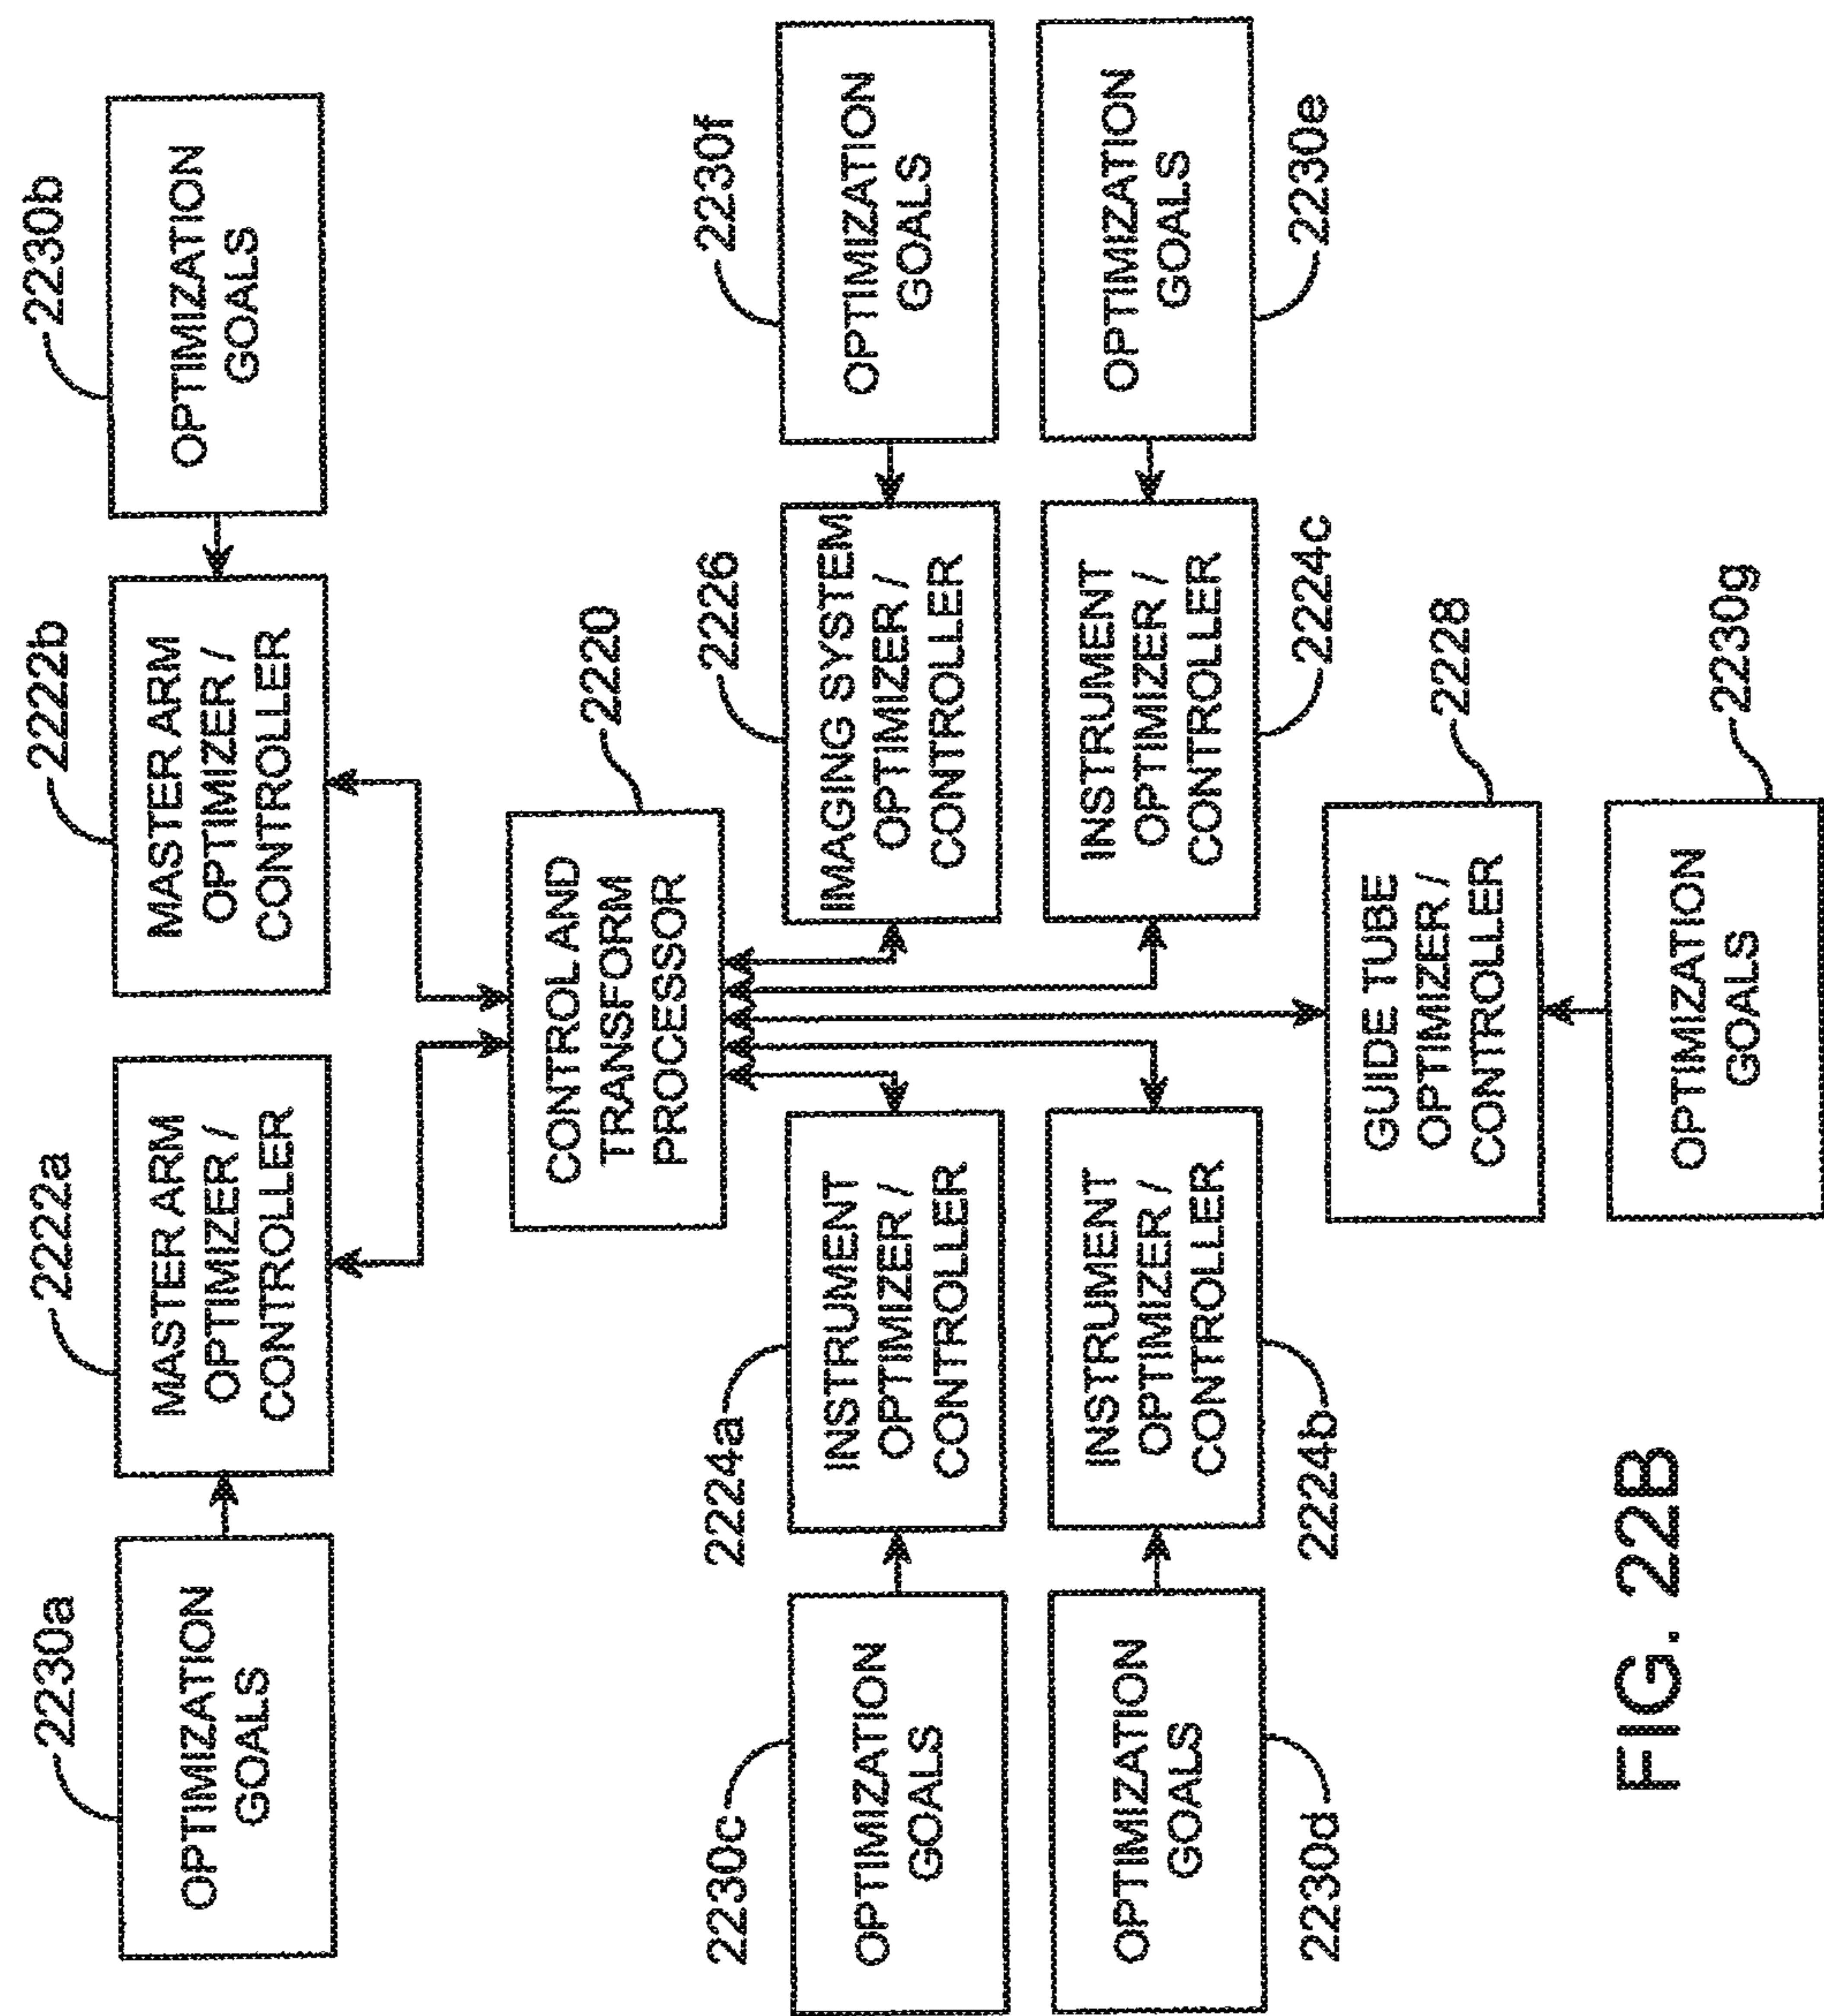 2230a
OPTIMIZATION
GOALS
2222a
MASTER ARM
OPTIMIZER /
CONTROLLER
2222b
MASTER ARM
OPTIMIZER /
CONTROLLER
2230b
OPTIMIZATION
GOALS
2220
CONTROL AND
TRANSFORM
PROCESSOR
2230c
OPTIMIZATION
GOALS
2224a
INSTRUMENT
OPTIMIZER /
CONTROLLER
2226
IMAGING SYSTEM
OPTIMIZER /
CONTROLLER
2230f
OPTIMIZATION
GOALS
2230d
OPTIMIZATION
GOALS
2224b
INSTRUMENT
OPTIMIZER /
CONTROLLER
2224c
INSTRUMENT
OPTIMIZER /
CONTROLLER
2230e
OPTIMIZATION
GOALS
2228
GUIDE TUBE
OPTIMIZER /
CONTROLLER
2230g
OPTIMIZATION
GOALS
FIG. 22B